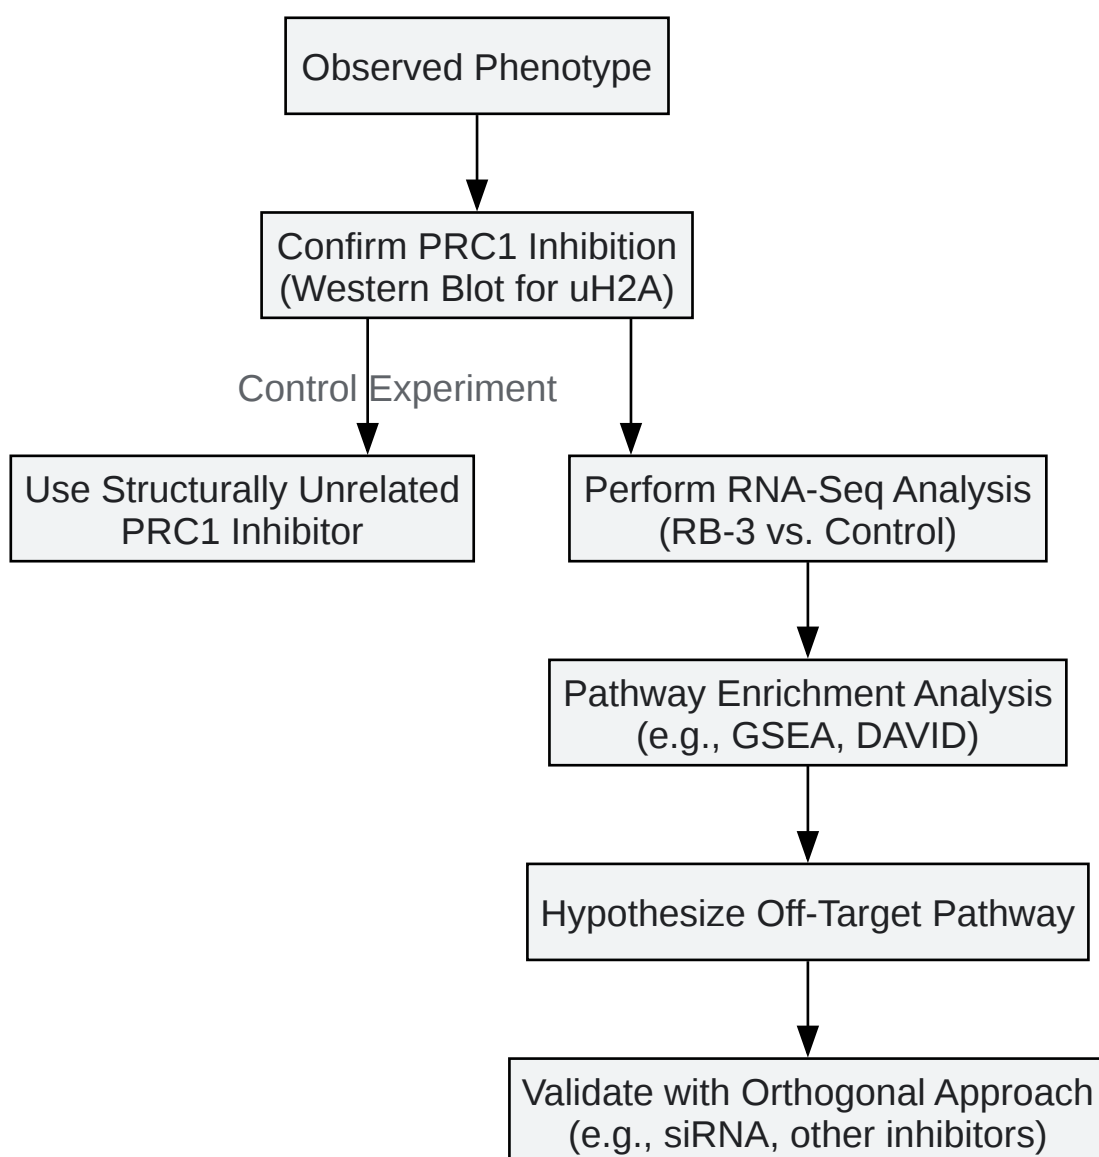 Observed Phenotype
Confirm PRC1 Inhibition
(Western Blot for uH2A)
Control Experiment
Use Structurally Unrelated
PRC1 Inhibitor
Perform RNA-Seq Analysis
(RB-3 vs. Control)
Pathway Enrichment Analysis
(e.g., GSEA, DAVID)
Hypothesize Off-Target Pathway
Validate with Orthogonal Approach
(e.g., siRNA, other inhibitors)